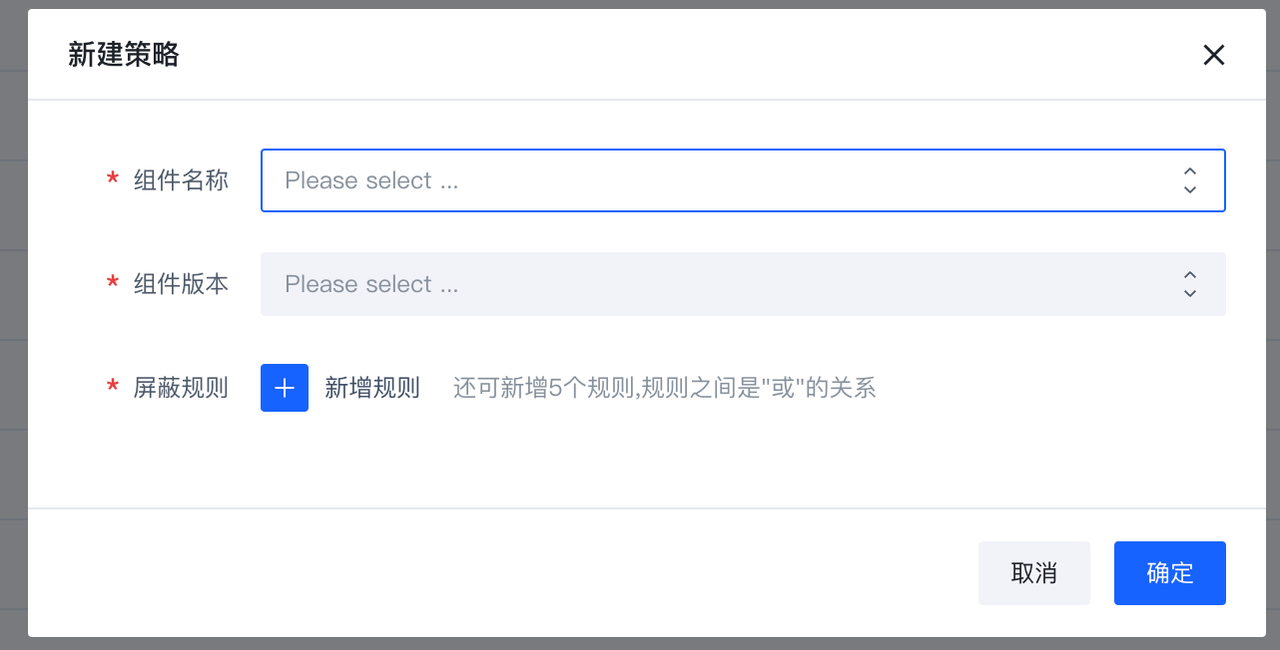 新建策略
* 组件名称 Please select ...
* 组件版本 Please select ...
* 屏蔽规则 新增规则 还可新增5个规则,规则之间是"或"的关系
取消 确定